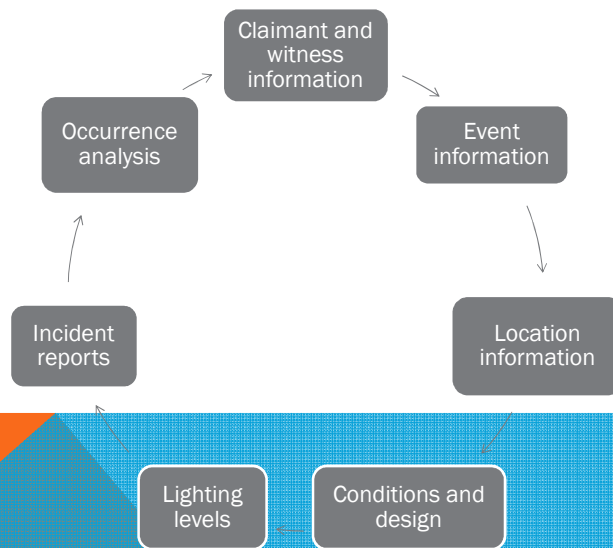 Claimant and
witness
information
Event
information
Location
information
Conditions and
design
Lighting
levels
Incident
reports
Occurrence
analysis